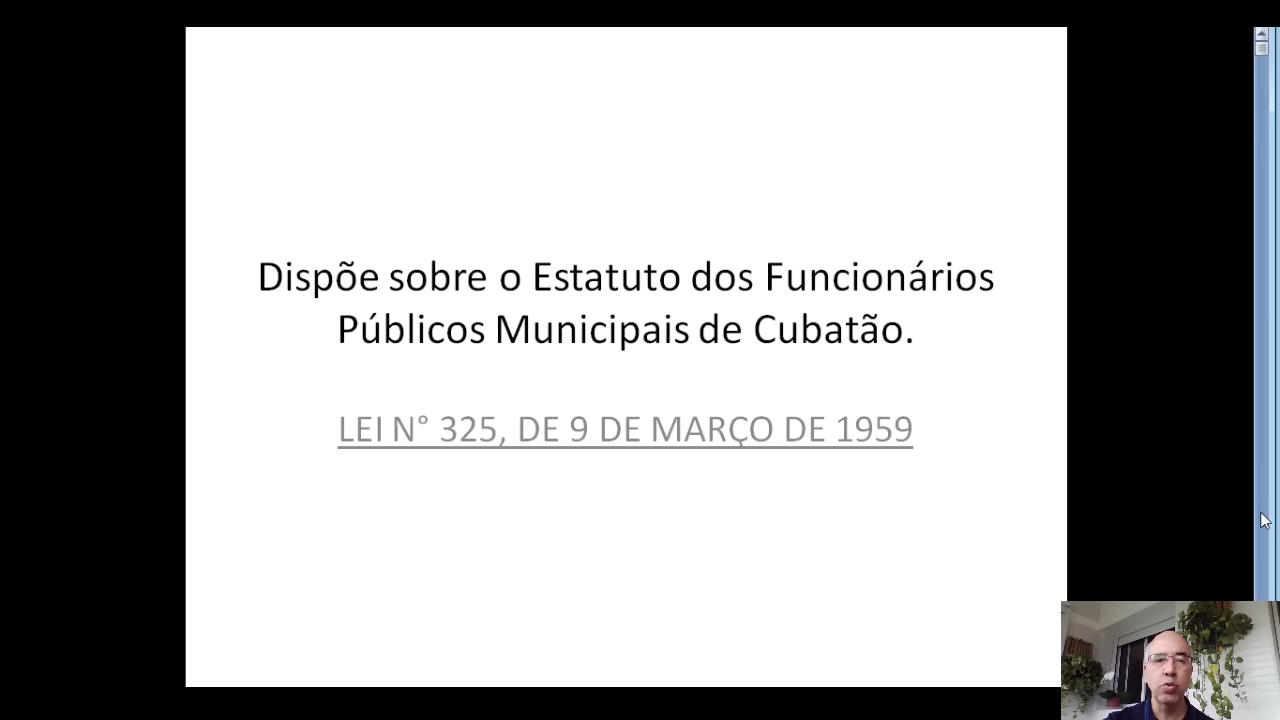 Dispõe sobre o Estatuto dos Funcionários
Públicos Municipais de Cubatão.
LEI N° 325, DE 9 DE MARÇO DE 1959